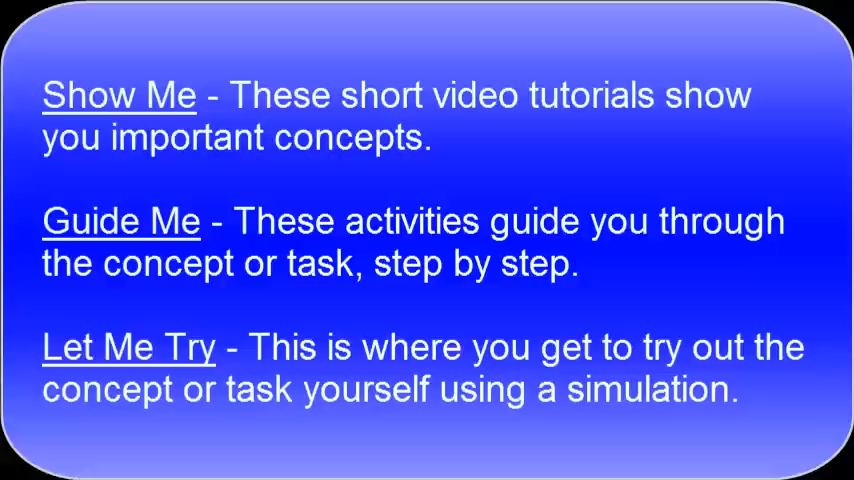 Show Me - These short video tutorials show
you important concepts.
Guide Me - These activities guide you through
the concept or task, step by step.
Let Me Try - This is where you get to try out the
concept or task yourself using a simulation.